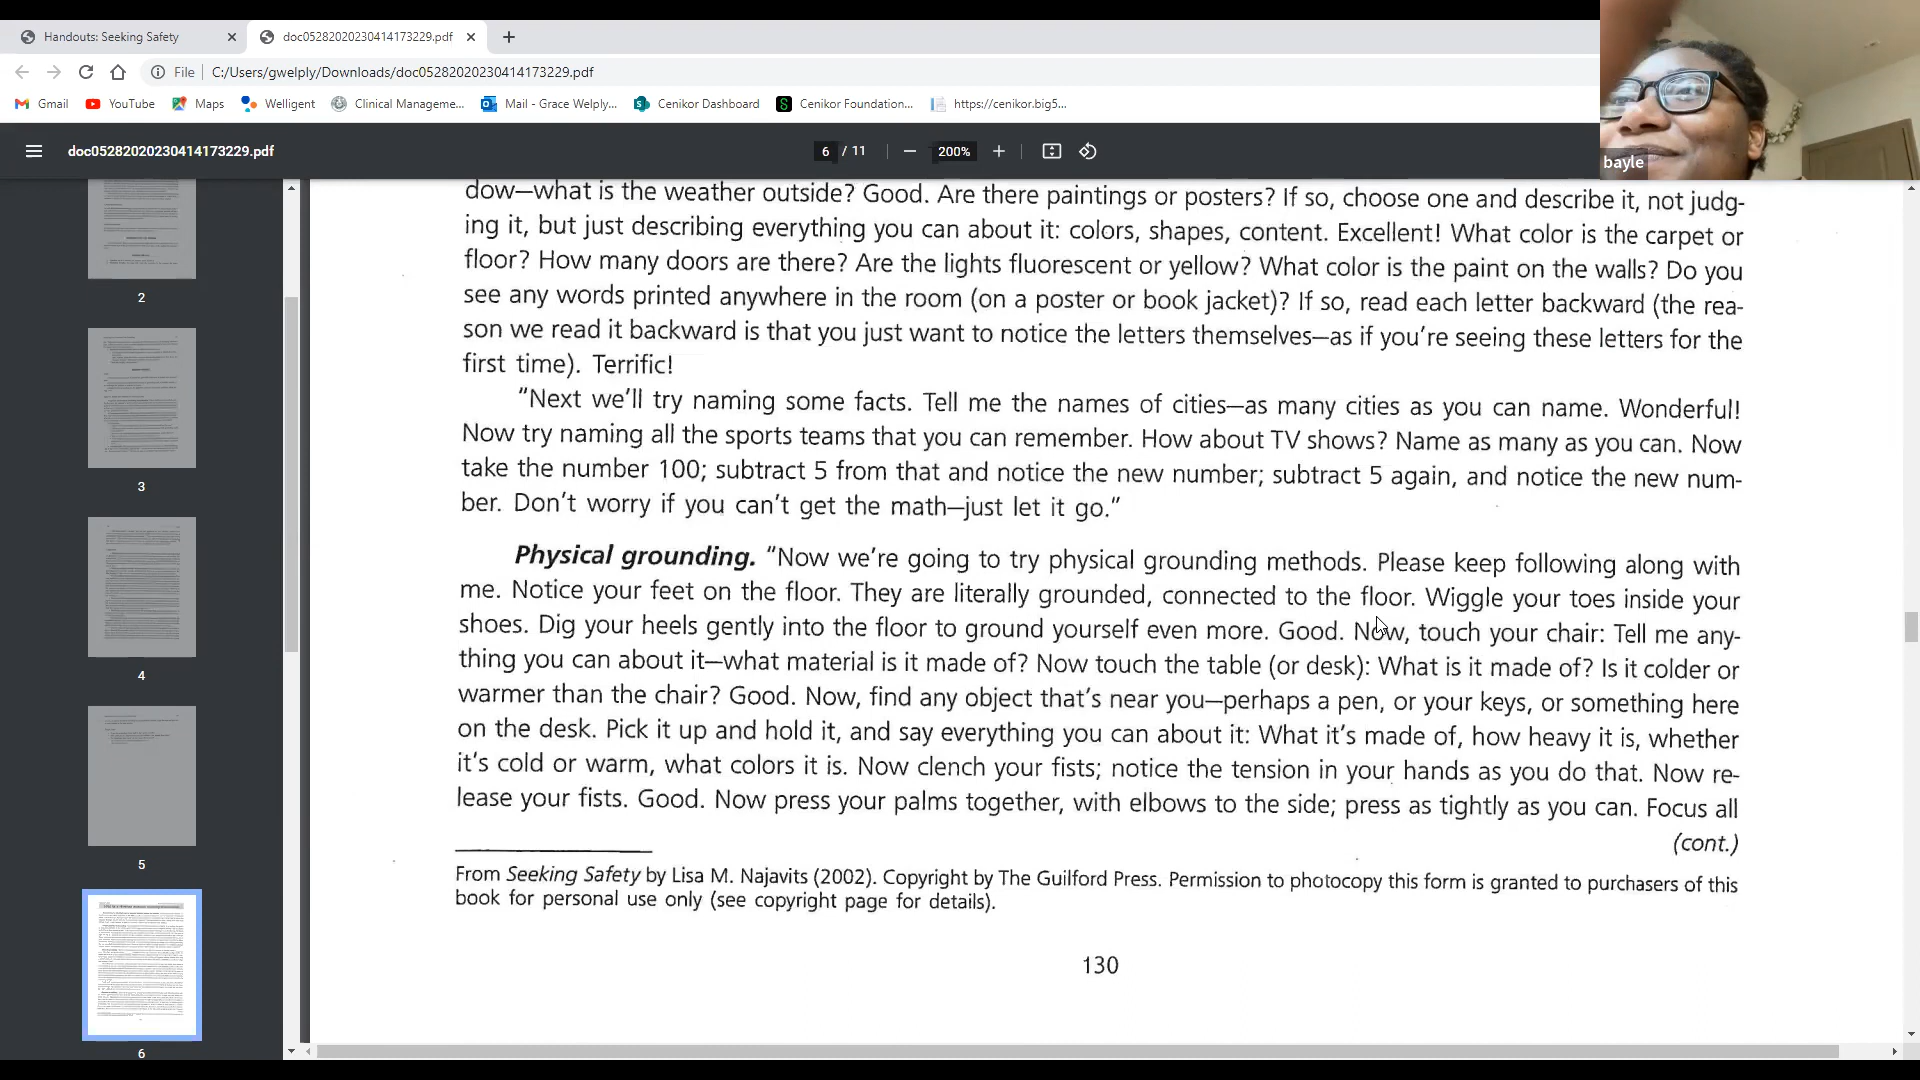 Handouts: Seeking Safety
doc05282020230414173229.pdf
File
C:/Users/gwelply/Downloads/doc05282020230414173229.pdf
Gmail YouTube Maps Welligent Clinical Manageme... Mail - Grace Welply... Cenikor Dashboard Cenikor Foundation... https://cenikor.big5...
bayle
doc05282020230414173229.pdf
6 / 11
200%
2
3
4
5
6
dow—what is the weather outside? Good. Are there paintings or posters? If so, choose one and describe it, not judg-
ing it, but just describing everything you can about it: colors, shapes, content. Excellent! What color is the carpet or
floor? How many doors are there? Are the lights fluorescent or yellow? What color is the paint on the walls? Do you
see any words printed anywhere in the room (on a poster or book jacket)? If so, read each letter backward (the rea-
son we read it backward is that you just want to notice the letters themselves—as if you're seeing these letters for the
first time). Terrific!
"Next we'll try naming some facts. Tell me the names of cities—as many cities as you can name. Wonderful!
Now try naming all the sports teams that you can remember. How about TV shows? Name as many as you can. Now
take the number 100; subtract 5 from that and notice the new number; subtract 5 again, and notice the new num-
ber. Don't worry if you can't get the math—just let it go."
Physical grounding. "Now we're going to try physical grounding methods. Please keep following along with
me. Notice your feet on the floor. They are literally grounded, connected to the floor. Wiggle your toes inside your
shoes. Dig your heels gently into the floor to ground yourself even more. Good. Now, touch your chair: Tell me any-
thing you can about it—what material is it made of? Now touch the table (or desk): What is it made of? Is it colder or
warmer than the chair? Good. Now, find any object that's near you—perhaps a pen, or your keys, or something here
on the desk. Pick it up and hold it, and say everything you can about it: What it's made of, how heavy it is, whether
it's cold or warm, what colors it is. Now clench your fists; notice the tension in your hands as you do that. Now re-
lease your fists. Good. Now press your palms together, with elbows to the side; press as tightly as you can. Focus all
(cont.)
From Seeking Safety by Lisa M. Najavits (2002). Copyright by The Guilford Press. Permission to photocopy this form is granted to purchasers of this
book for personal use only (see copyright page for details).
130